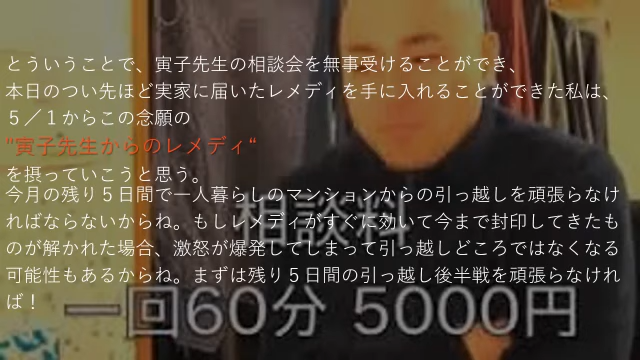 とういうことで、寅子先生の相談会を無事受けることができ、
本日のつい先ほど実家に届いたレメディを手に入れることができた私は、
５／１からこの念願の
"寅子先生からのレメディ“
を摂っていこうと思う。
今月の残り５日間で一人暮らしのマンションからの引っ越しを頑張らなけ
ればならないからね。もしレメディがすぐに効いて今まで封印してきたも
のが解かれた場合、激怒が爆発してしまって引っ越しどころではなくなる
可能性もあるからね。まずは残り５日間の引っ越し後半戦を頑張らなけれ
ば！
相談料
一回60分 5000円